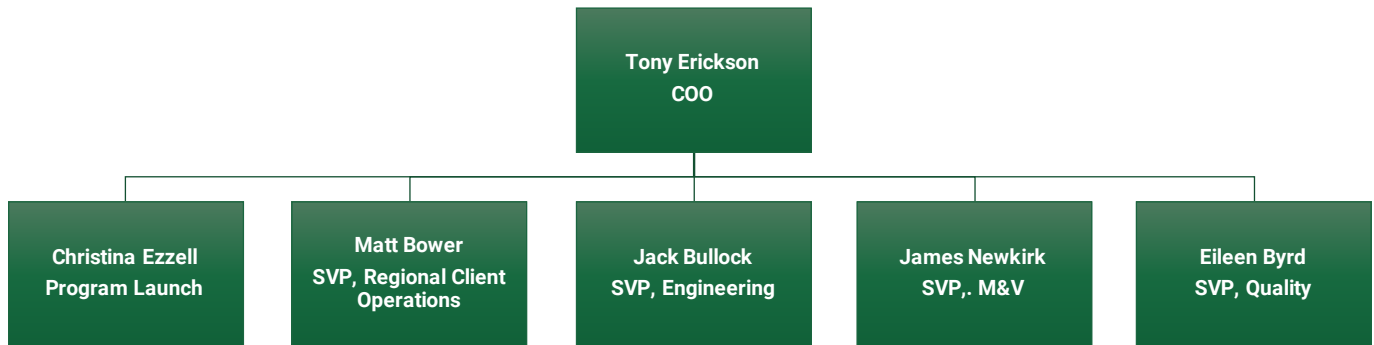 Tony Erickson
COO
Christina Ezzell
Program Launch
Matt Bower
SVP, Regional Client
Operations
Jack Bullock
SVP, Engineering
James Newkirk
SVP,. M&V
Eileen Byrd
SVP, Quality